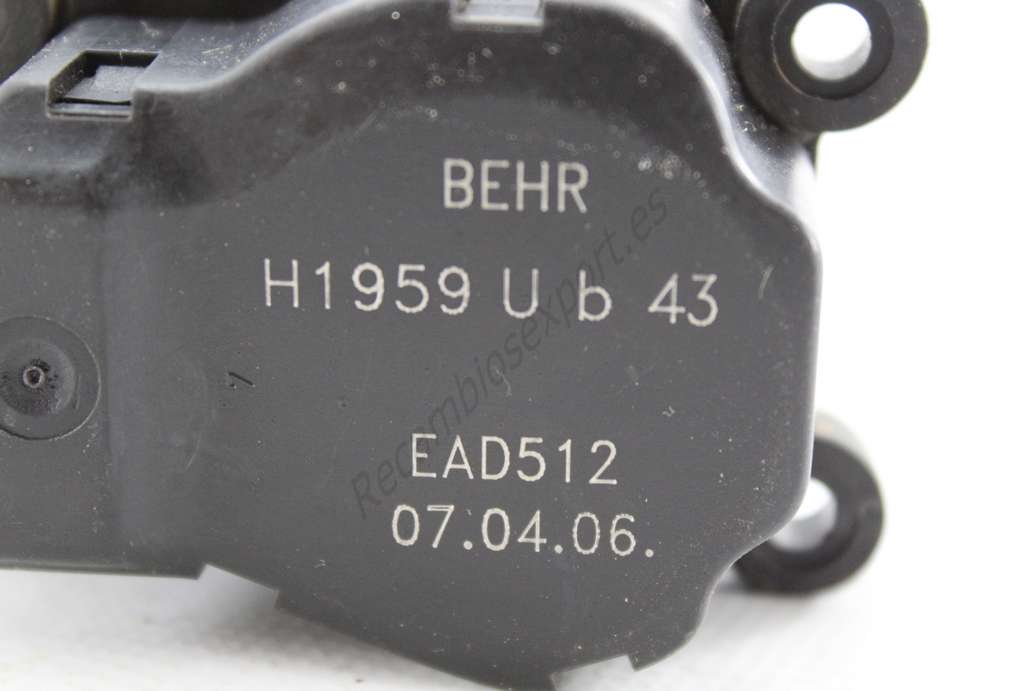 BEHR
H1959 U b 43
EAD512
07.04.06.
Recambiosexport.es